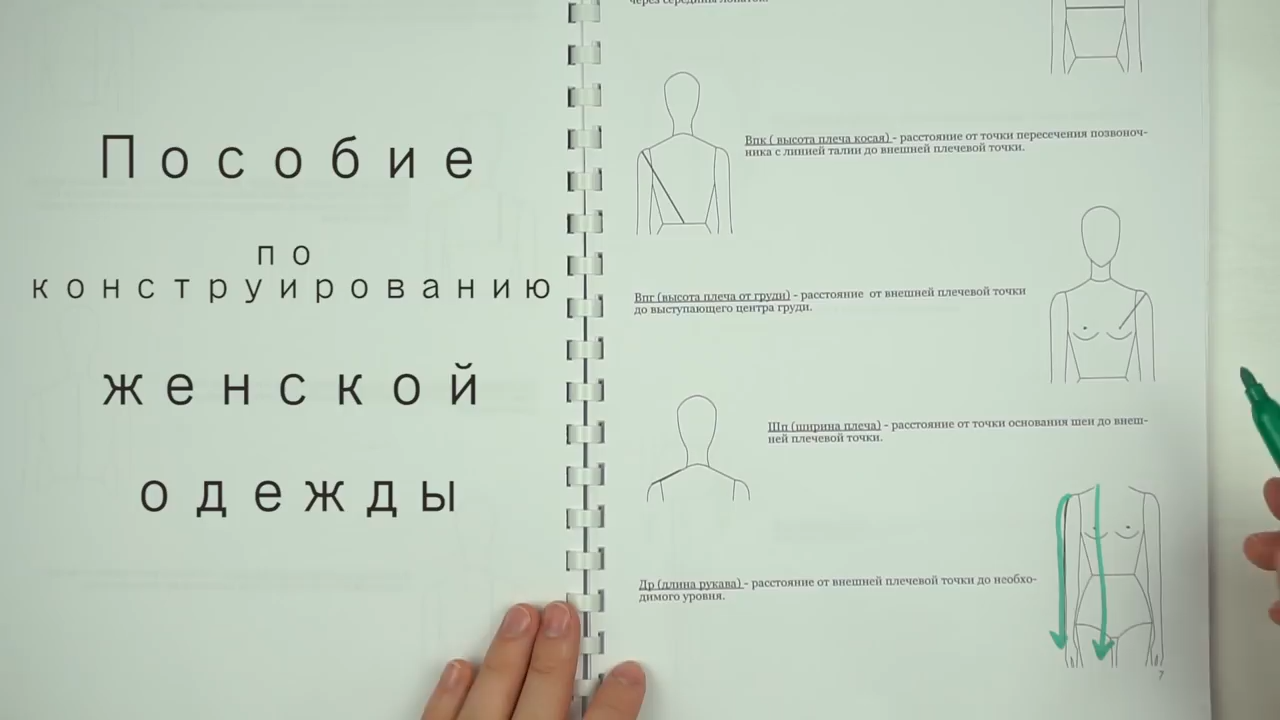 Пособие
по
конструированию
женской
одежды
через середины лопаток.
Впк ( высота плеча косая) - расстояние от точки пересечения позвоноч-
ника с линией талии до внешней плечевой точки.
Впг (высота плеча от груди) - расстояние от внешней плечевой точки
до выступающего центра груди.
Шп (ширина плеча) - расстояние от точки основания шеи до внеш-
ней плечевой точки.
Др (длина рукава) - расстояние от внешней плечевой точки до необхо-
димого уровня.
7